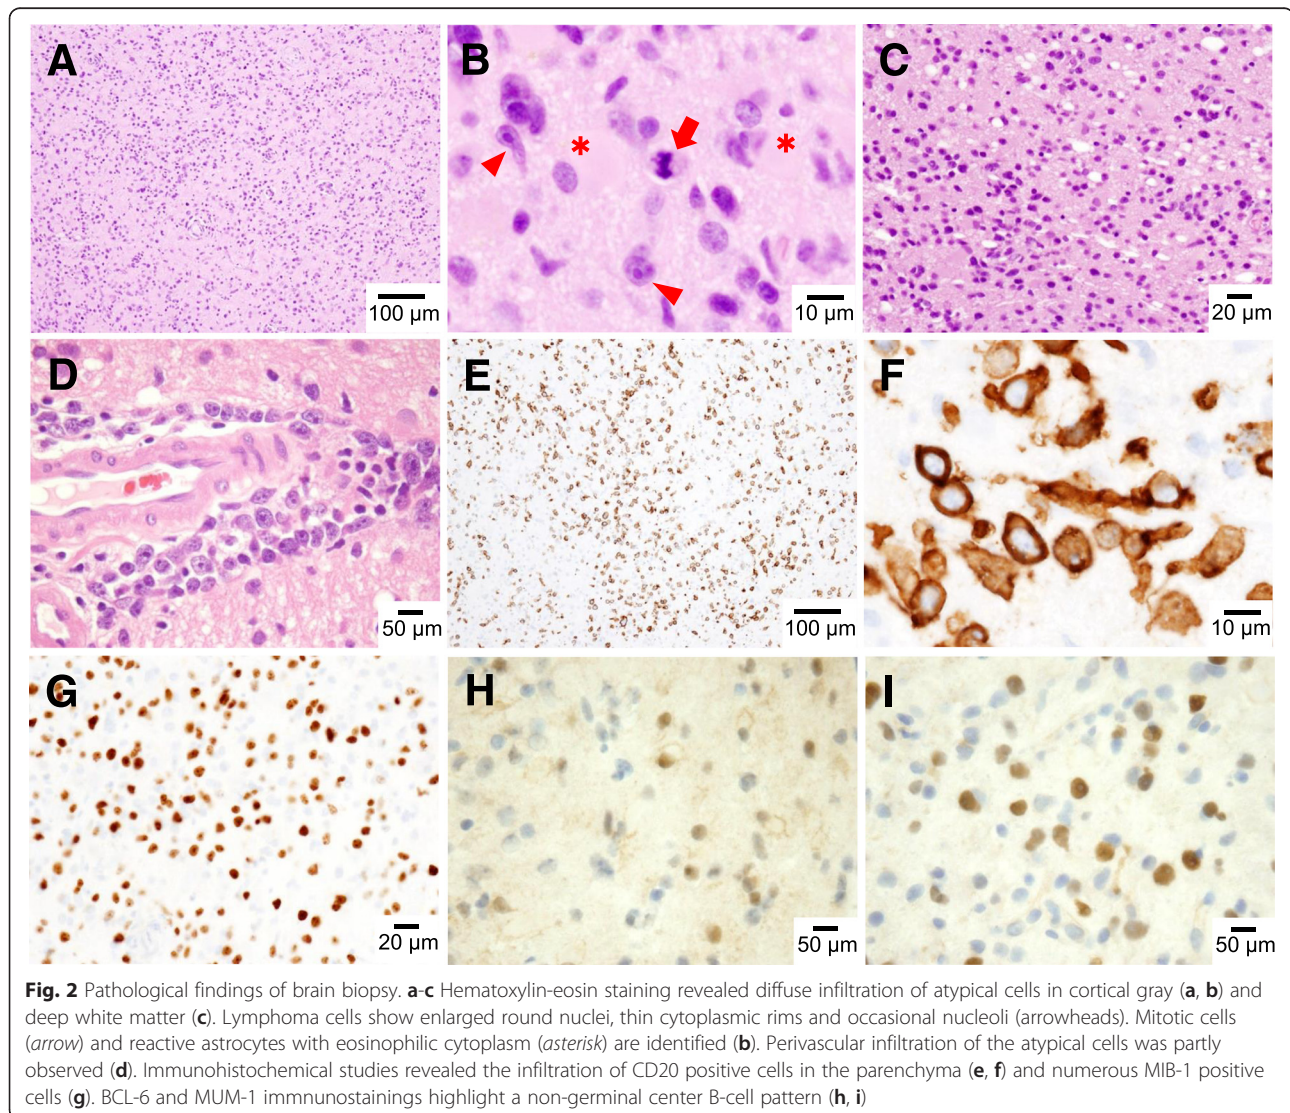 A
100 µm
B
*
*
10 µm
C
20 µm
D
50 µm
E
100 µm
F
10 µm
G
20 µm
H
50 µm
I
50 µm
Fig. 2 Pathological findings of brain biopsy. a-c Hematoxylin-eosin staining revealed diffuse infiltration of atypical cells in cortical gray (a, b) and
deep white matter (c). Lymphoma cells show enlarged round nuclei, thin cytoplasmic rims and occasional nucleoli (arrowheads). Mitotic cells
(arrow) and reactive astrocytes with eosinophilic cytoplasm (asterisk) are identified (b). Perivascular infiltration of the atypical cells was partly
observed (d). Immunohistochemical studies revealed the infiltration of CD20 positive cells in the parenchyma (e, f) and numerous MIB-1 positive
cells (g). BCL-6 and MUM-1 immnunostainings highlight a non-germinal center B-cell pattern (h, i)